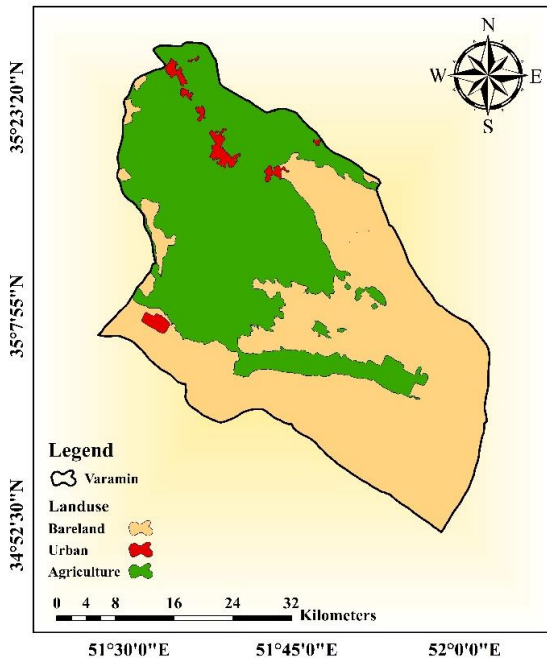 N
W E
S
35°23'20"N
35°7'55"N
34°52'30"N
Legend
Varamin
Landuse
Bareland
Urban
Agriculture
0 4 8 16 24 32
Kilometers
51°30'0"E 51°45'0"E 52°0'0"E